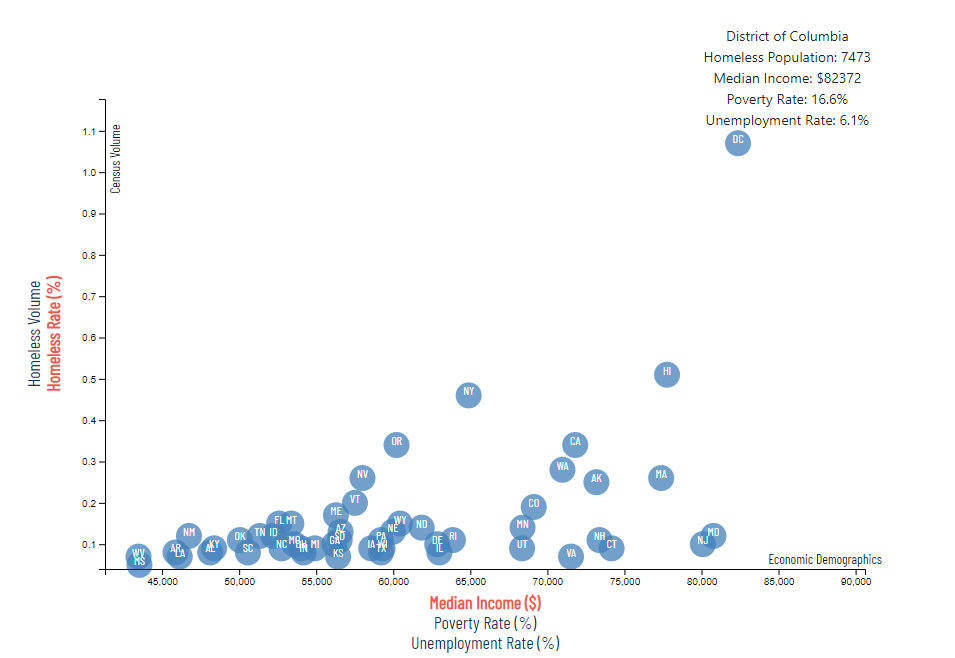 District of Columbia
Homeless Population: 7473
Median Income: $82372
Poverty Rate: 16.6%
Unemployment Rate: 6.1%
DC
1.1
Census Volume
1.0
0.9
0.8
0.7
Homeless Volume
Homeless Rate (%)
0.6
0.5
HI
NY
0.4
OR
CA
0.3
WA
NV
MA
AK
0.2
VT
CO
ME
FL MT
WY
ND
MN
NM
OK
TN
ID
AZ
NE
MD
0.1
AR
LA
AL
KY
SC
NC
MO
IN
MI
GA
SD
KS
IA
WI
PA
TX
DE
IL
RI
UT
VA
NH
CT
NJ
WV
MS
Economic Demographics
45,000 50,000 55,000 60,000 65,000 70,000 75,000 80,000 85,000 90,000
Median Income ($)
Poverty Rate (%)
Unemployment Rate (%)